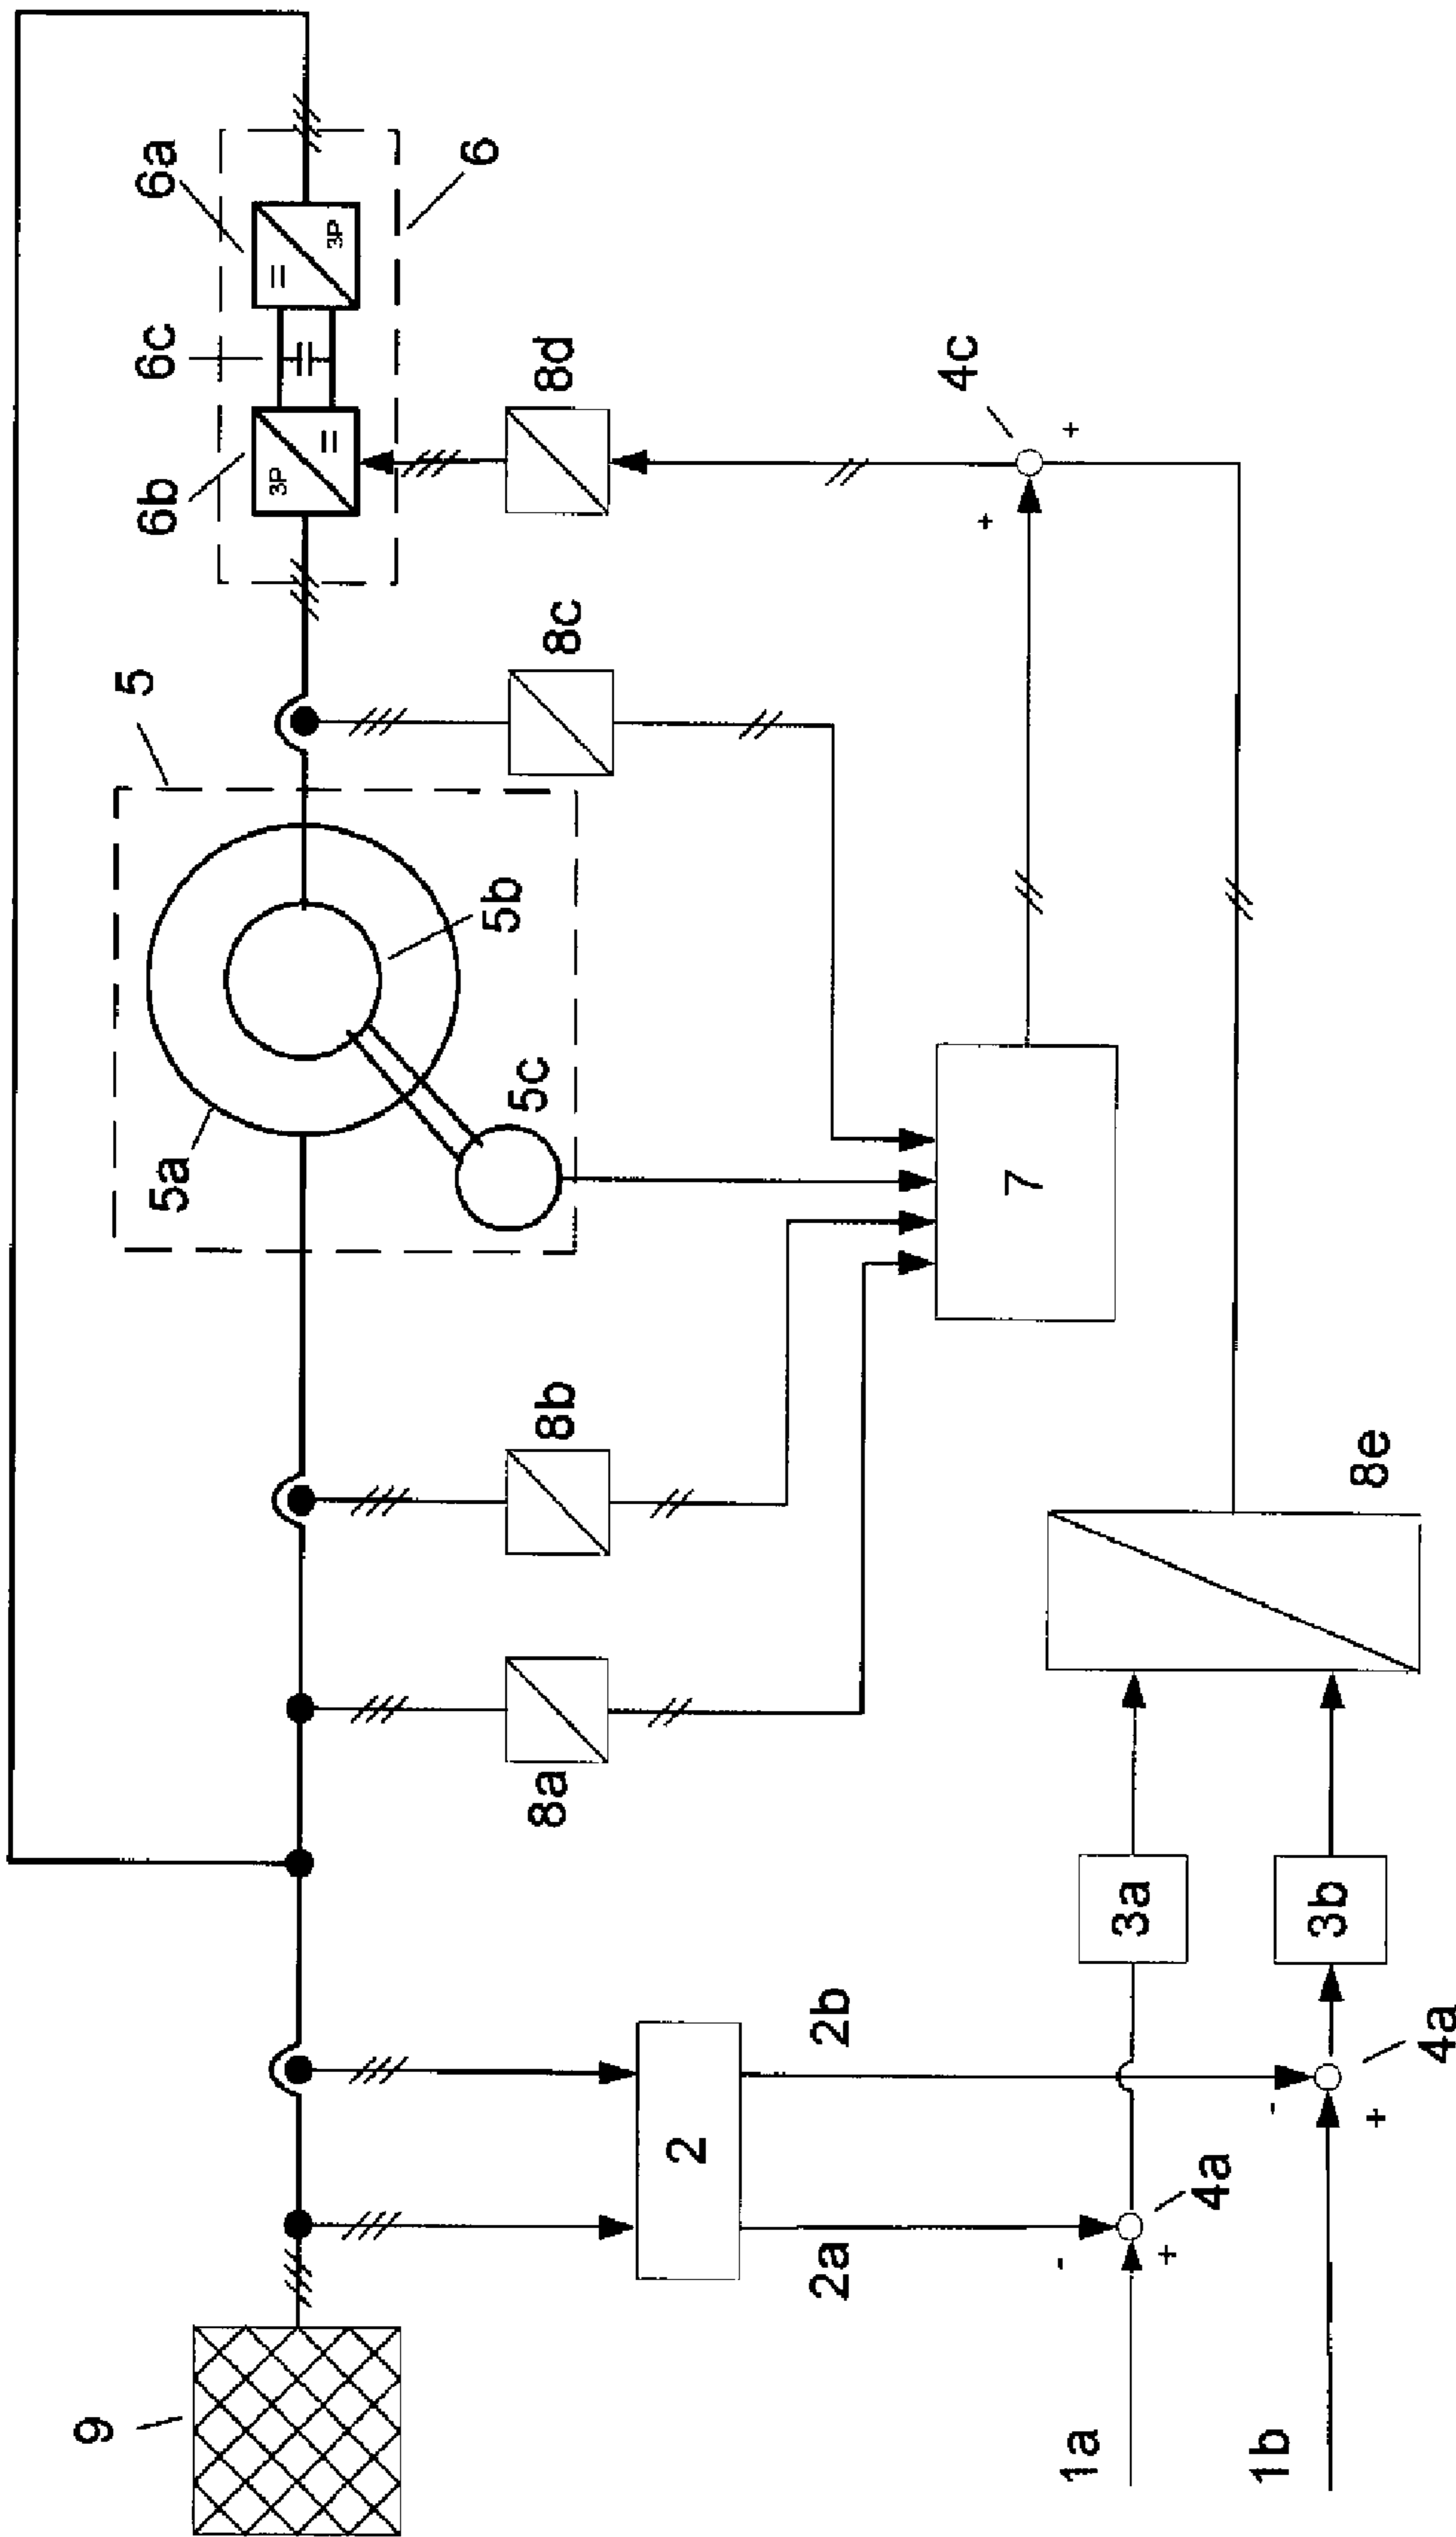 6a
6c
6b
3P
=
3P
=
6
8d
4c
+
+
5
8c
5b
5a
5c
7
8b
8e
8a
3a
3b
2b
2
2a
4a
-
+
4a
-
+
9
1a
1b